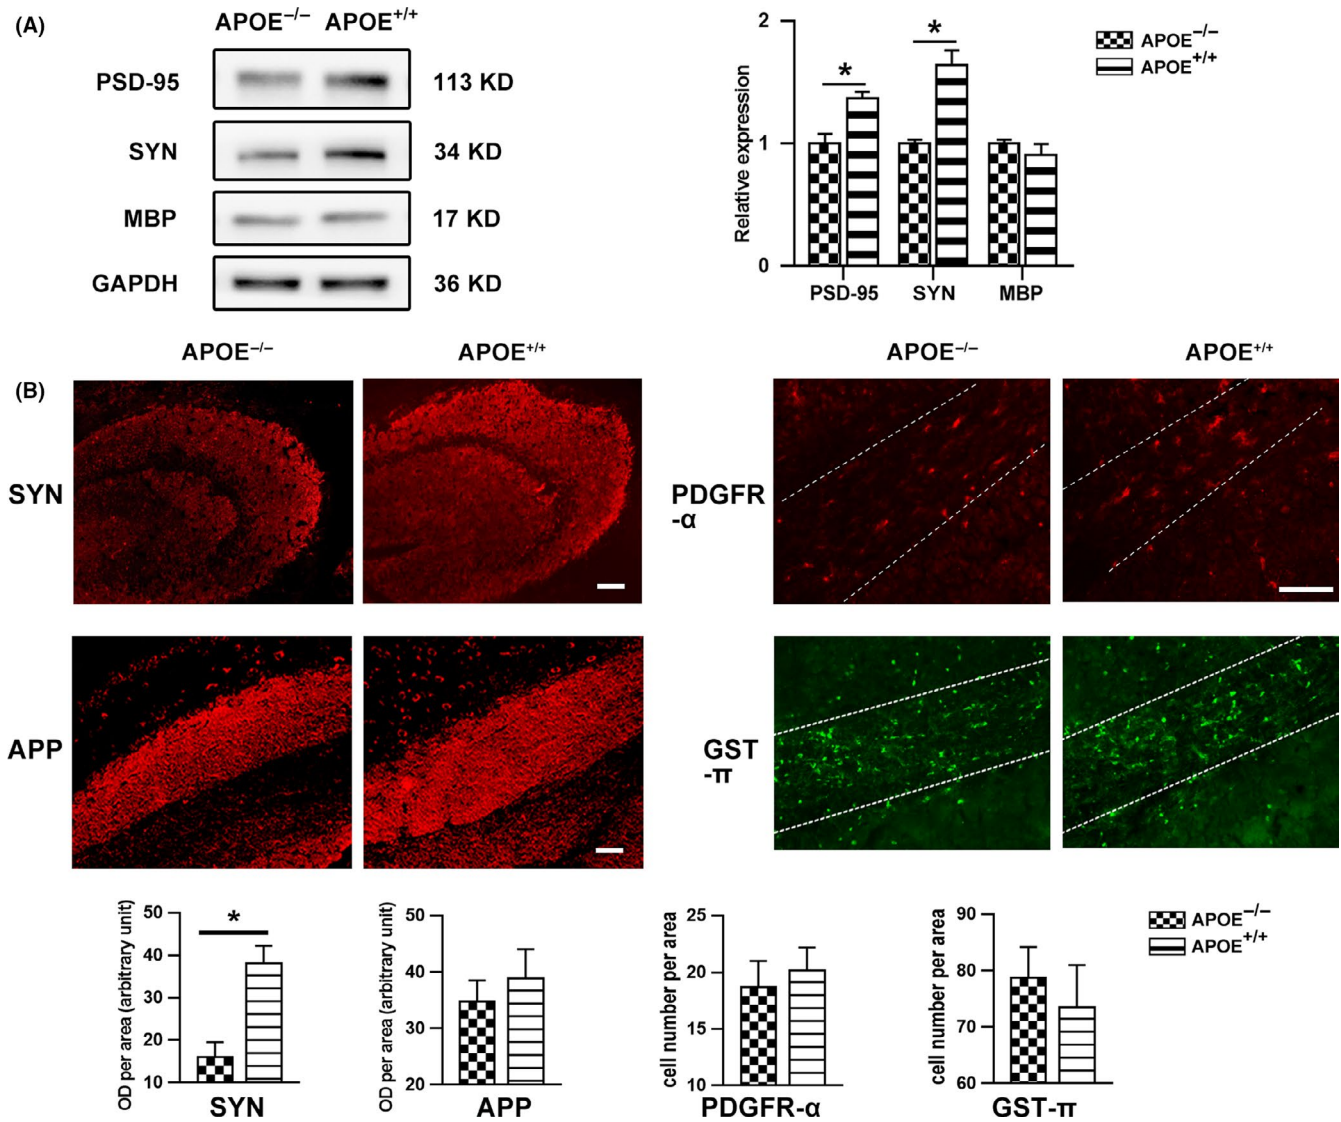 (A)
APOE–/– APOE+/+
PSD-95 113 KD
SYN 34 KD
MBP 17 KD
GAPDH 36 KD
Relative expression
2
1
0
*
*
PSD-95 SYN MBP
APOE–/–
APOE+/+
(B)
APOE–/– APOE+/+ APOE–/– APOE+/+
SYN
PDGFR
-α
APP
GST
-π
OD per area (arbitrary unit)
50
40
30
20
10
*
SYN
OD per area (arbitrary unit)
50
40
30
20
APP
cell number per area
25
20
15
10
PDGFR-α
cell number per area
90
80
70
60
GST-π
APOE–/–
APOE+/+